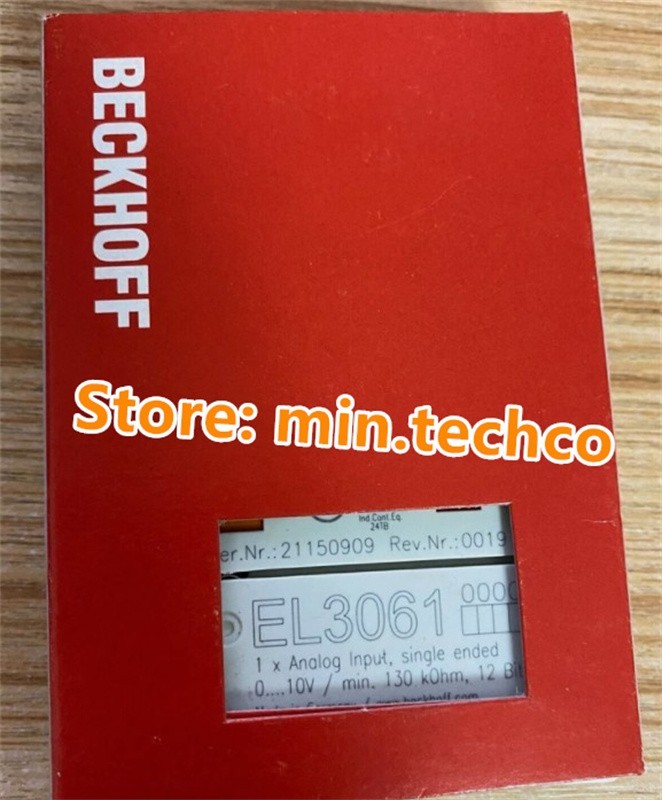 BECKHOFF
Store: min.techco
Ind.Cont.Eq.
24TB
er.Nr.:21150909 Rev.Nr.:0019
EL3061
1 x Analog Input, single ended
0....10V / min. 130 kOhm, 12 Bit